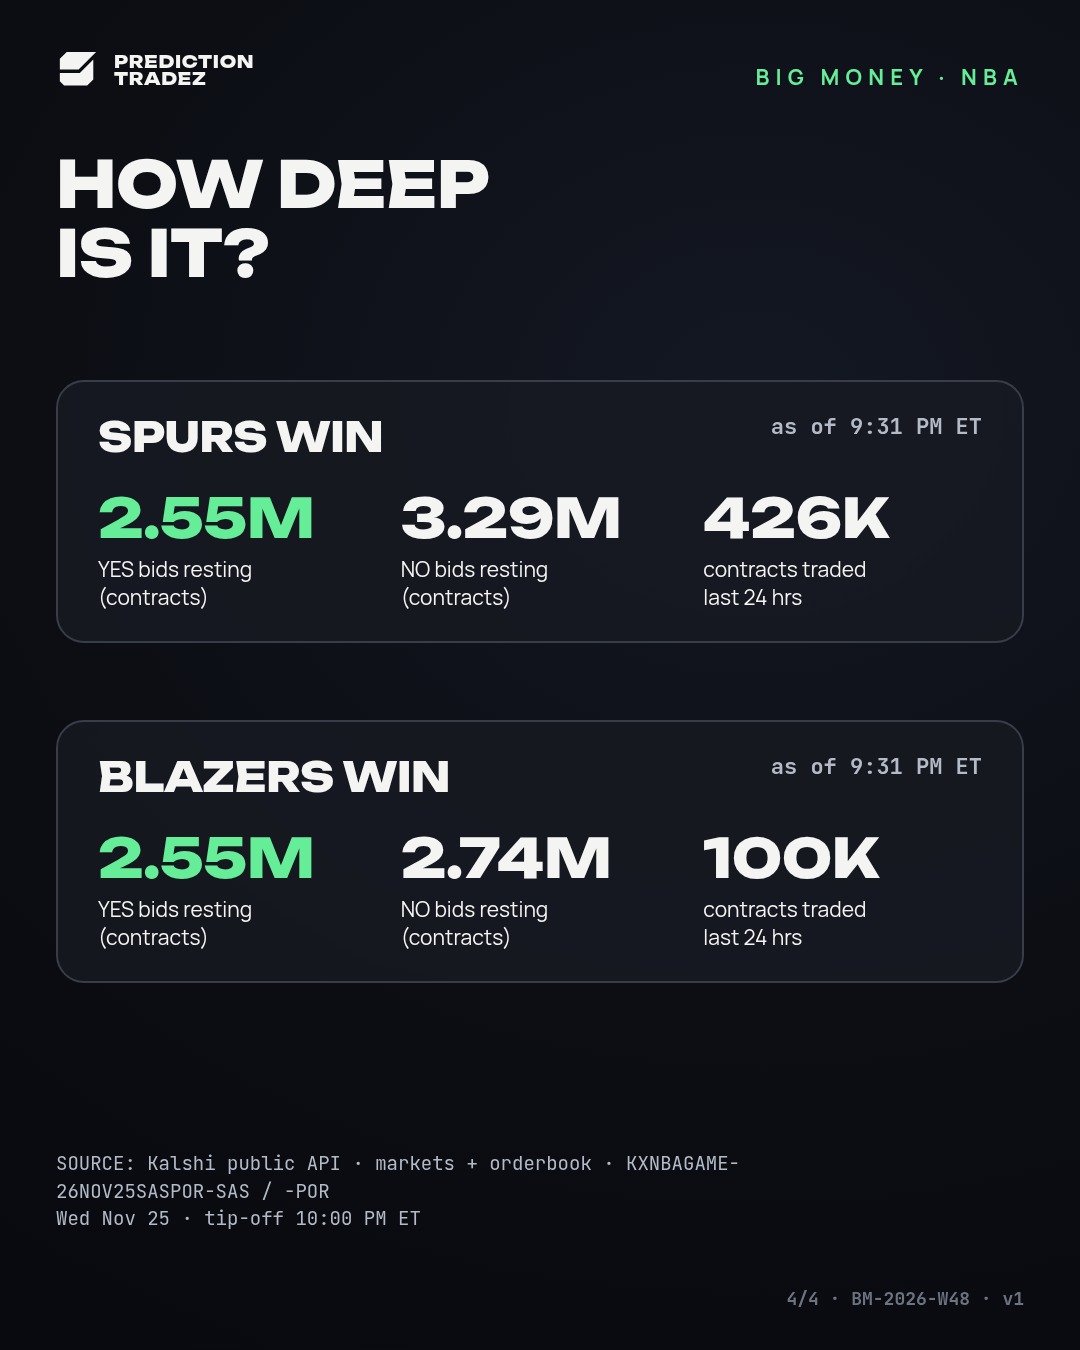 PREDICTION
TRADEZ
BIG MONEY · NBA
HOW DEEP
IS IT?
SPURS WIN
as of 9:31 PM ET
2.55M
3.29M
426K
YES bids resting
(contracts)
NO bids resting
(contracts)
contracts traded
last 24 hrs
BLAZERS WIN
as of 9:31 PM ET
2.55M
2.74M
100K
YES bids resting
(contracts)
NO bids resting
(contracts)
contracts traded
last 24 hrs
SOURCE: Kalshi public API · markets + orderbook · KXNBAGAME-
26NOV25SASPOR-SAS / -POR
Wed Nov 25 · tip-off 10:00 PM ET
4/4 · BM-2026-W48 · v1